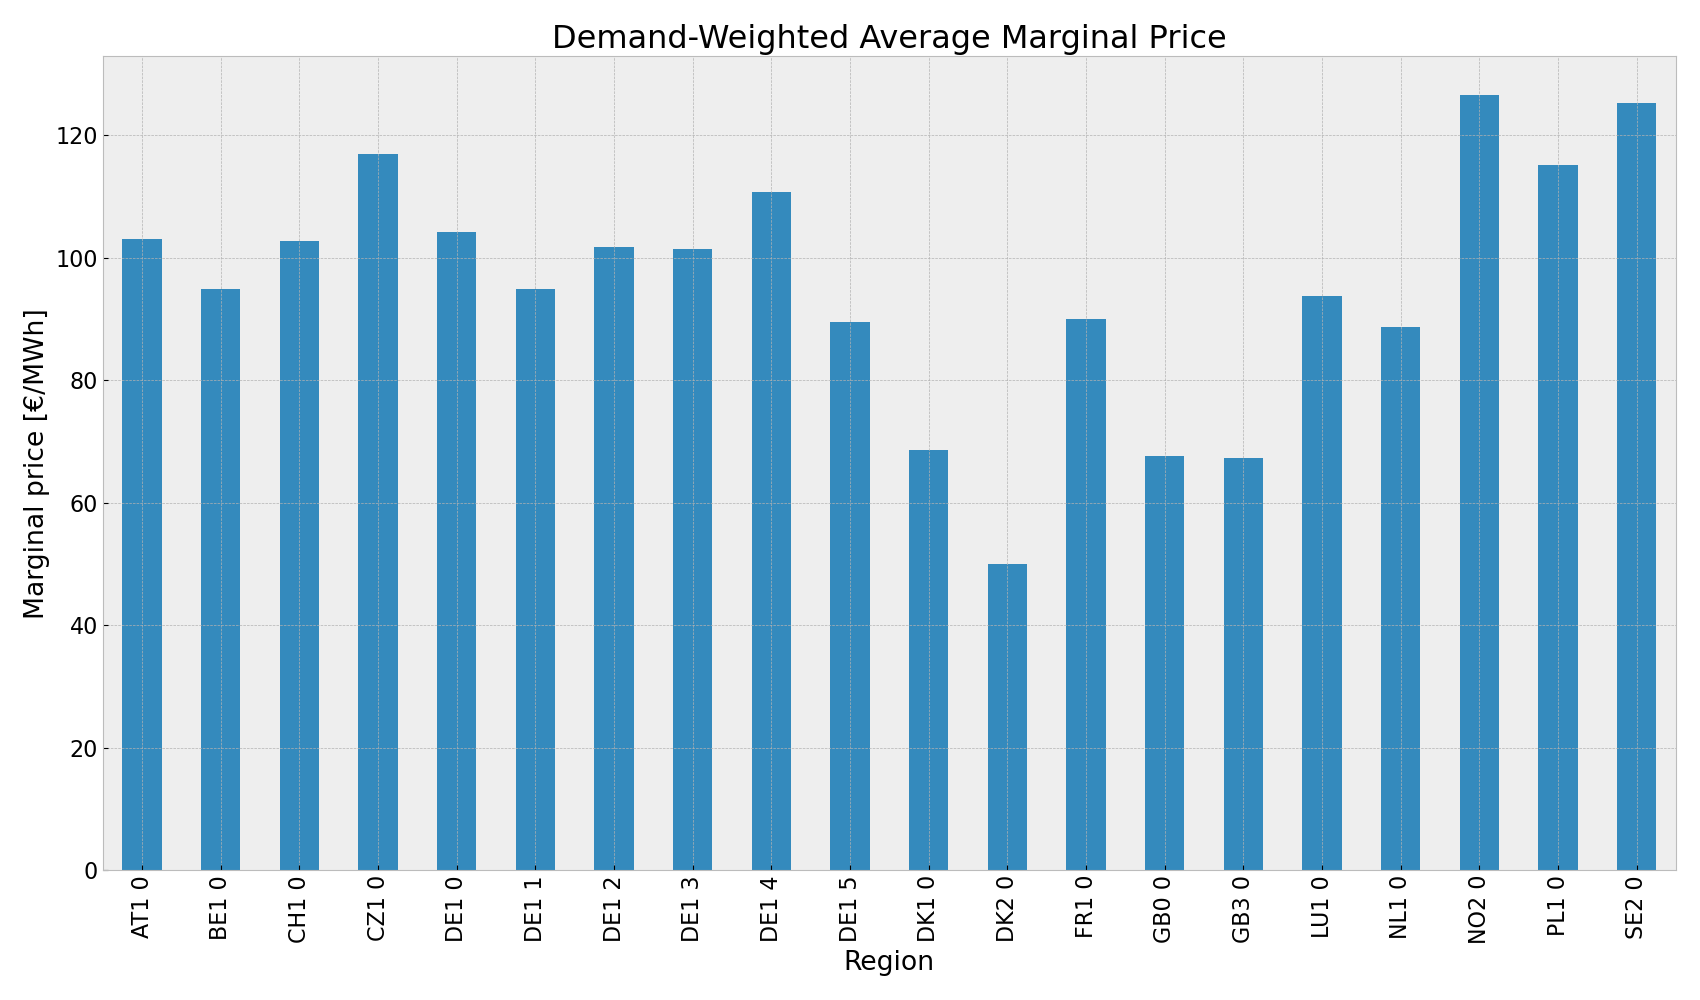 Demand-Weighted Average Marginal Price
Marginal price [€/MWh]
120
100
80
60
40
20
0
AT1 0
BE1 0
CH1 0
CZ1 0
DE1 0
DE1 1
DE1 2
DE1 3
DE1 4
DE1 5
DK1 0
DK2 0
FR1 0
GB0 0
GB3 0
LU1 0
NL1 0
NO2 0
PL1 0
SE2 0
Region